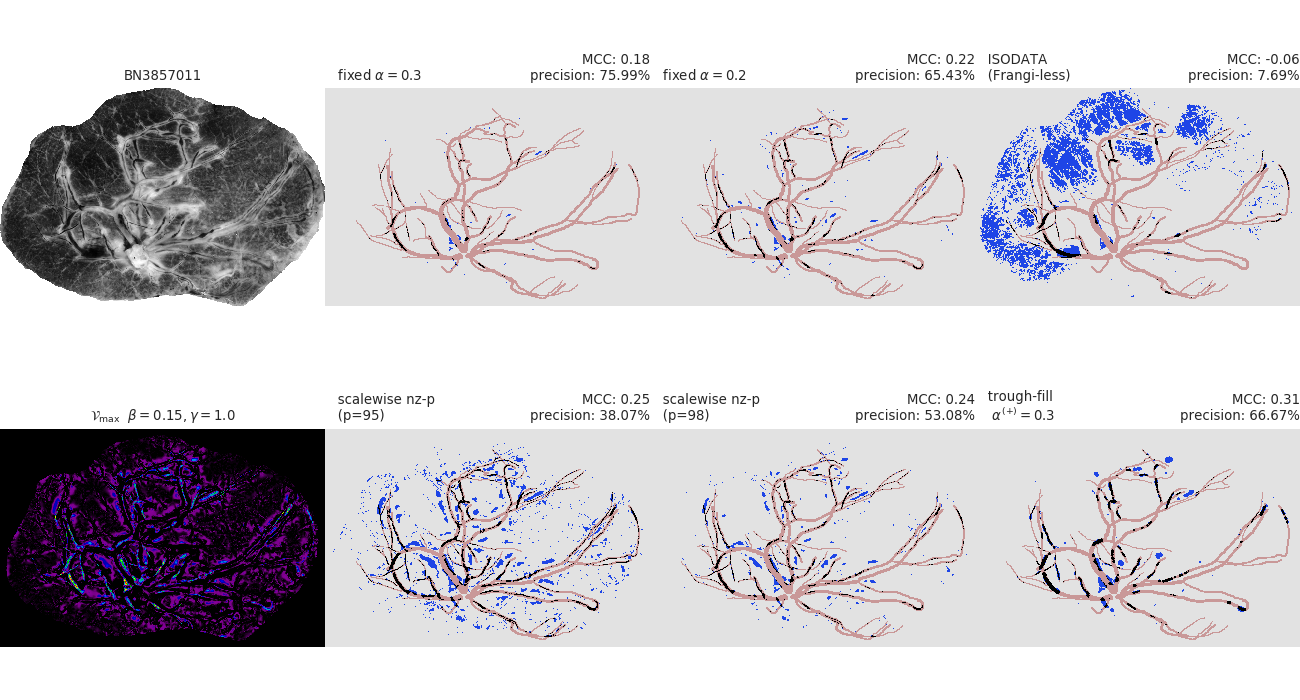 BN3857011
fixed α = 0.3
MCC: 0.18
precision: 75.99%
fixed α = 0.2
MCC: 0.22
precision: 65.43%
ISODATA
(Frangi-less)
MCC: -0.06
precision: 7.69%
𝒱max β = 0.15, γ = 1.0
scalewise nz-p
(p=95)
MCC: 0.25
precision: 38.07%
scalewise nz-p
(p=98)
MCC: 0.24
precision: 53.08%
trough-fill
α(+) = 0.3
MCC: 0.31
precision: 66.67%